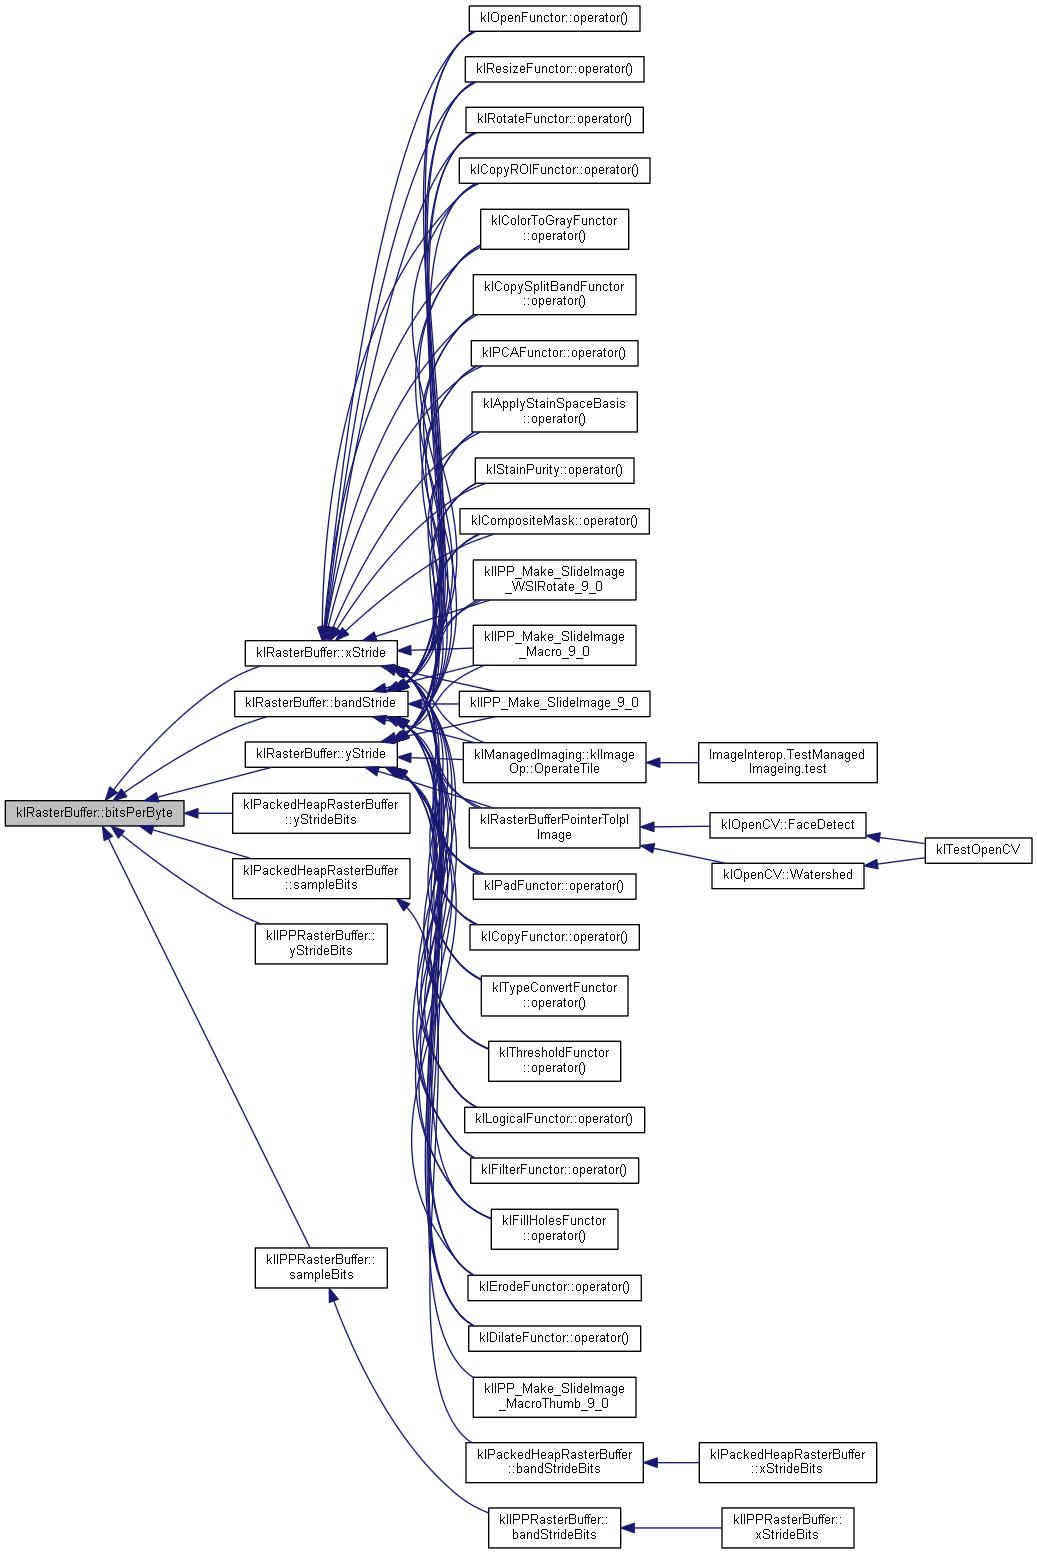 klOpenFunctor::operator()
klResizeFunctor::operator()
klRotateFunctor::operator()
klCopyROIFunctor::operator()
klColorToGrayFunctor
::operator()
klCopySplitBandFunctor
::operator()
klPCAFunctor::operator()
klApplyStainSpaceBasis
::operator()
klStainPurity::operator()
klCompositeMask::operator()
klIPP_Make_SlideImage
_WSIRotate_9_0
klIPP_Make_SlideImage
_Macro_9_0
klRasterBuffer::xStride
klRasterBuffer::bandStride
klIPP_Make_SlideImage_9_0
klRasterBuffer::yStride
klManagedImaging::klImage
Op::OperateTile
ImageInterop.TestManaged
Imageing.test
klRasterBuffer::bitsPerByte
klPackedHeapRasterBuffer
::yStrideBits
klRasterBufferPointerToIpl
Image
klOpenCV::FaceDetect
klTestOpenCV
klOpenCV::Watershed
klPackedHeapRasterBuffer
::sampleBits
klPadFunctor::operator()
klIPPRasterBuffer::
yStrideBits
klCopyFunctor::operator()
klTypeConvertFunctor
::operator()
klThresholdFunctor
::operator()
klLogicalFunctor::operator()
klFilterFunctor::operator()
klFillHolesFunctor
::operator()
klIPPRasterBuffer::
sampleBits
klErodeFunctor::operator()
klDilateFunctor::operator()
klIPP_Make_SlideImage
_MacroThumb_9_0
klPackedHeapRasterBuffer
::bandStrideBits
klPackedHeapRasterBuffer
::xStrideBits
klIPPRasterBuffer::
bandStrideBits
klIPPRasterBuffer::
xStrideBits